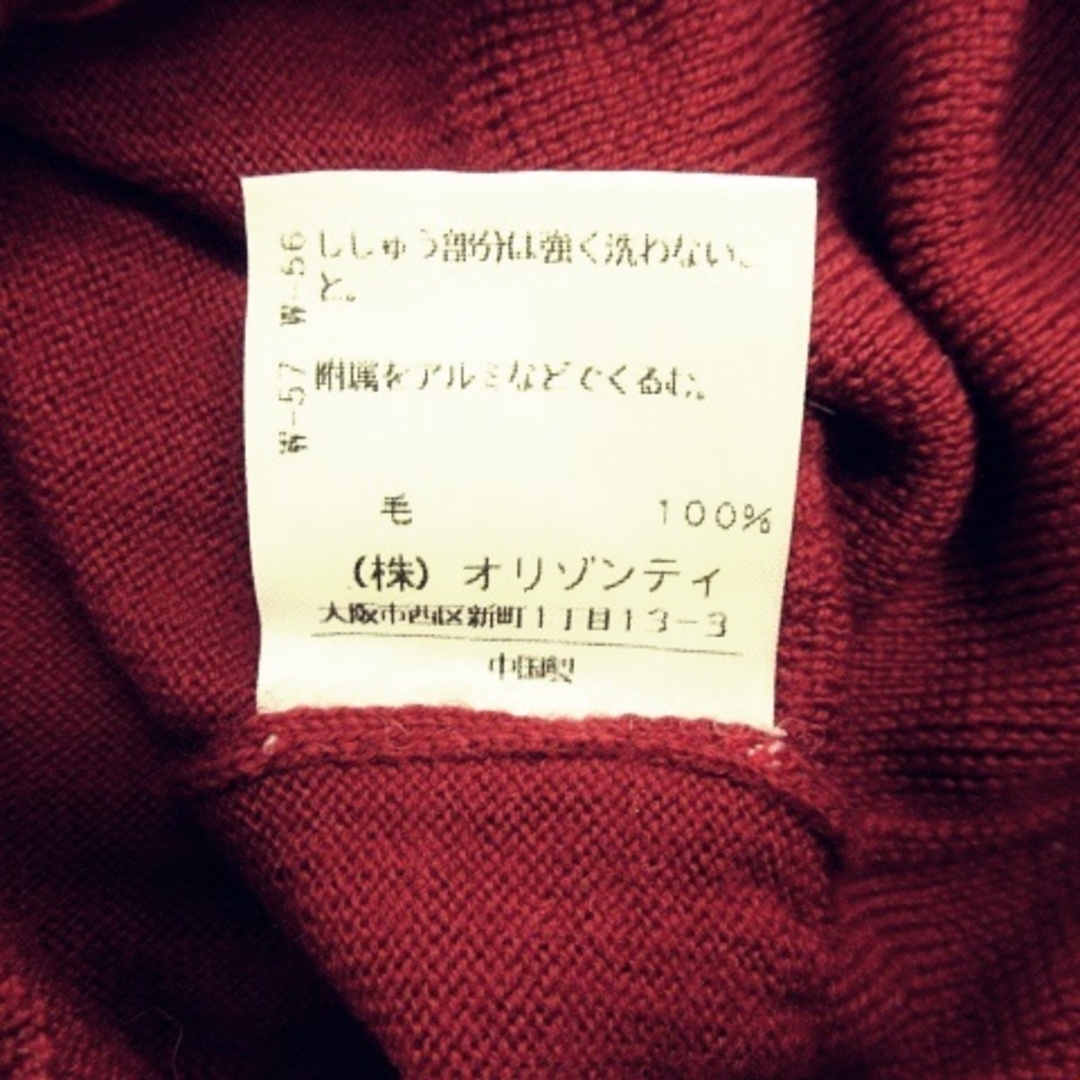 W-56 ししゅう部分は強く洗わないこ
と。
W-57 附属をアルミなどでくるむ。
毛 100%
(株) オリゾンティ
大阪市西区新町1丁目13-3
中国製